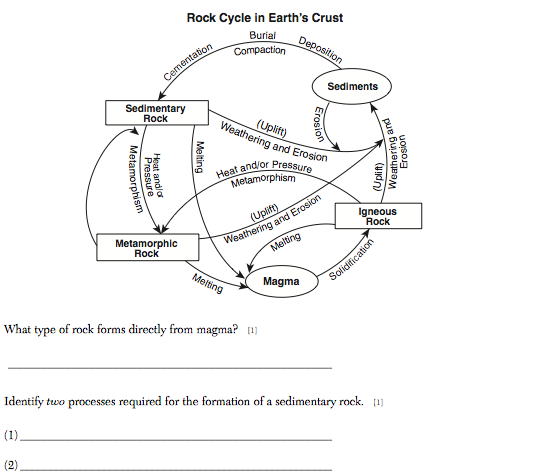 Rock Cycle in Earth's Crust
Burial
Cementation
Compaction
Deposition
Sediments
Sedimentary
Rock
Erosion
(Uplift)
Weathering and Erosion
(Uplift)
Weathering and
Erosion
Heat and/or
Pressure
Metamorphism
Melting
Heat and/or Pressure
Metamorphism
(Uplift)
Weathering and Erosion
Igneous
Rock
Metamorphic
Rock
Melting
Melting
Magma
Solidification
What type of rock forms directly from magma? [1]
Identify two processes required for the formation of a sedimentary rock. [1]
(1)
(2)